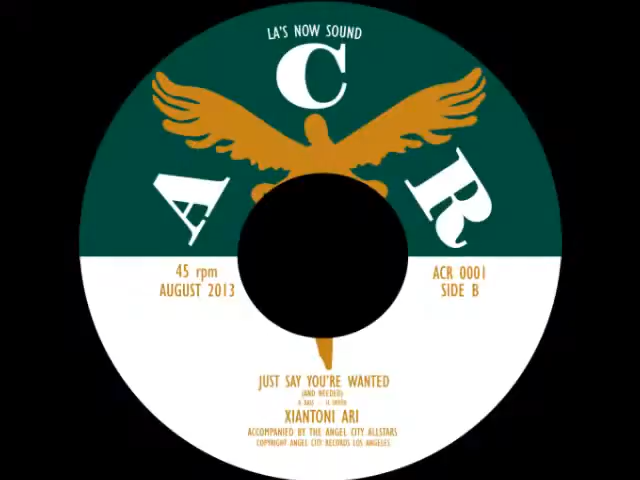 LA'S NOW SOUND
A C R
45 rpm
AUGUST 2013
ACR 0001
SIDE B
JUST SAY YOU'RE WANTED
(AND NEEDED)
XIANTONI ARI
ACCOMPANIED BY THE ANGEL CITY ALLSTARS
COPYRIGHT ANGEL CITY RECORDS LOS ANGELES